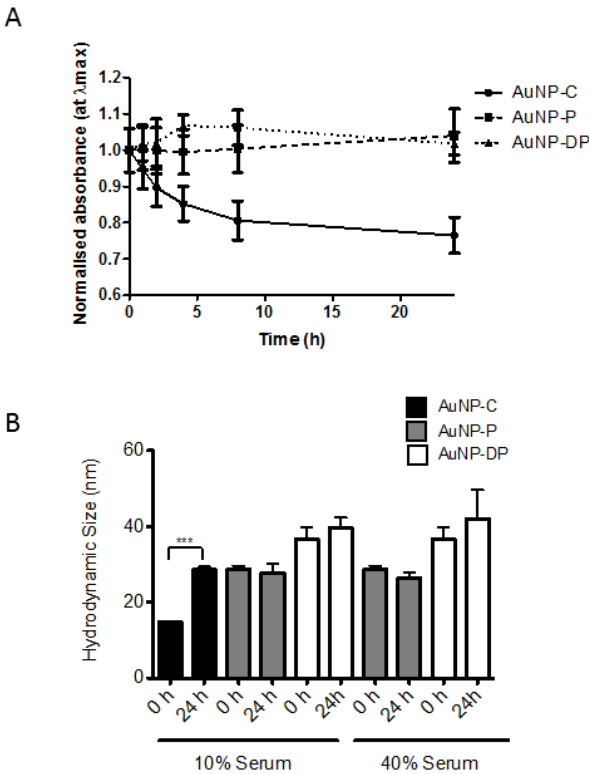 A
Normalised absorbance (at λmax)
1.2
1.1
1.0
0.9
0.8
0.7
0.6
0
5
10
15
20
Time (h)
AuNP-C
AuNP-P
AuNP-DP
B
AuNP-C
AuNP-P
AuNP-DP
Hydrodynamic Size (nm)
60
40
20
0
***
0 h
24 h
0 h
24 h
0 h
24h
0 h
24 h
0 h
24h
10% Serum
40% Serum